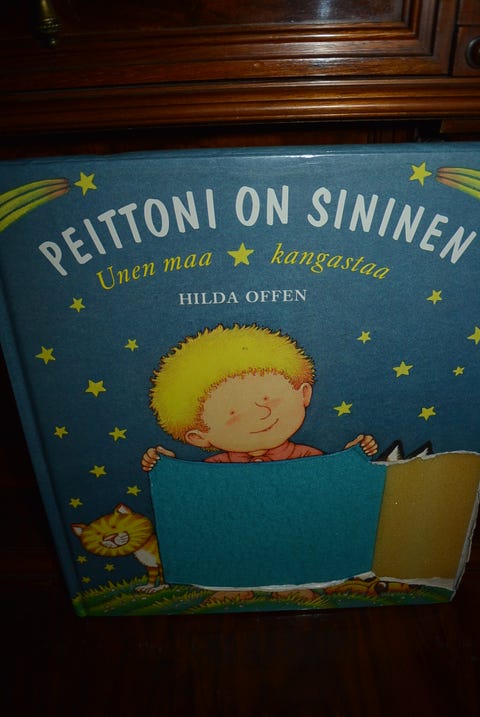 PEITTONI ON SININEN
Unen maa kangastaa
HILDA OFFEN